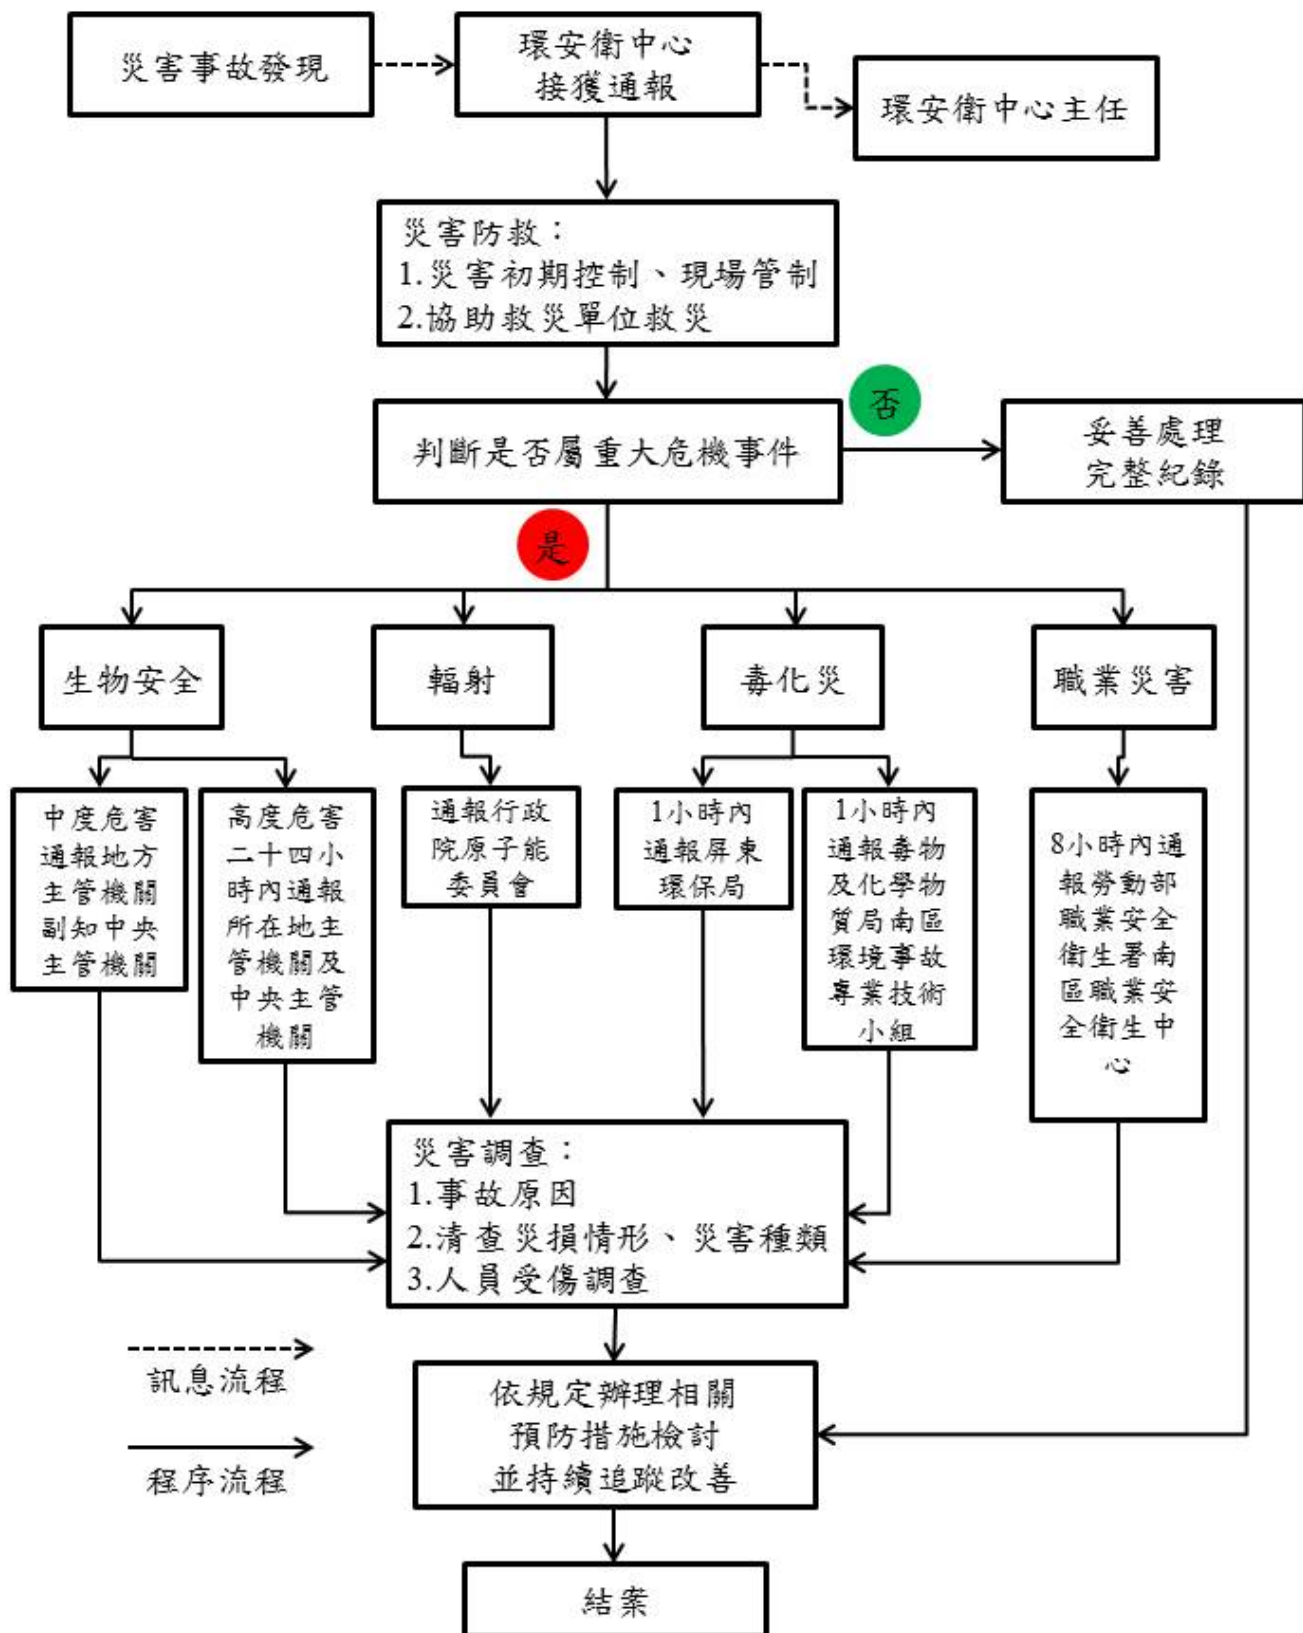 災害事故發現
環安衛中心
接獲通報
環安衛中心主任
災害防救：
1.災害初期控制、現場管制
2.協助救災單位救災
判斷是否屬重大危機事件
否
妥善處理
完整紀錄
是
生物安全
輻射
毒化災
職業災害
中度危害
通報地方
主管機關
副知中央
主管機關
高度危害
二十四小
時內通報
所在地主
管機關及
中央主管
機關
通報行政
院原子能
委員會
1小時內
通報屏東
環保局
1小時內
通報毒物
及化學物
質局南區
環境事故
專業技術
小組
8小時內通
報勞動部
職業安全
衛生署南
區職業安
全衛生中
心
災害調查：
1.事故原因
2.清查災損情形、災害種類
3.人員受傷調查
訊息流程
程序流程
依規定辦理相關
預防措施檢討
並持續追蹤改善
結案